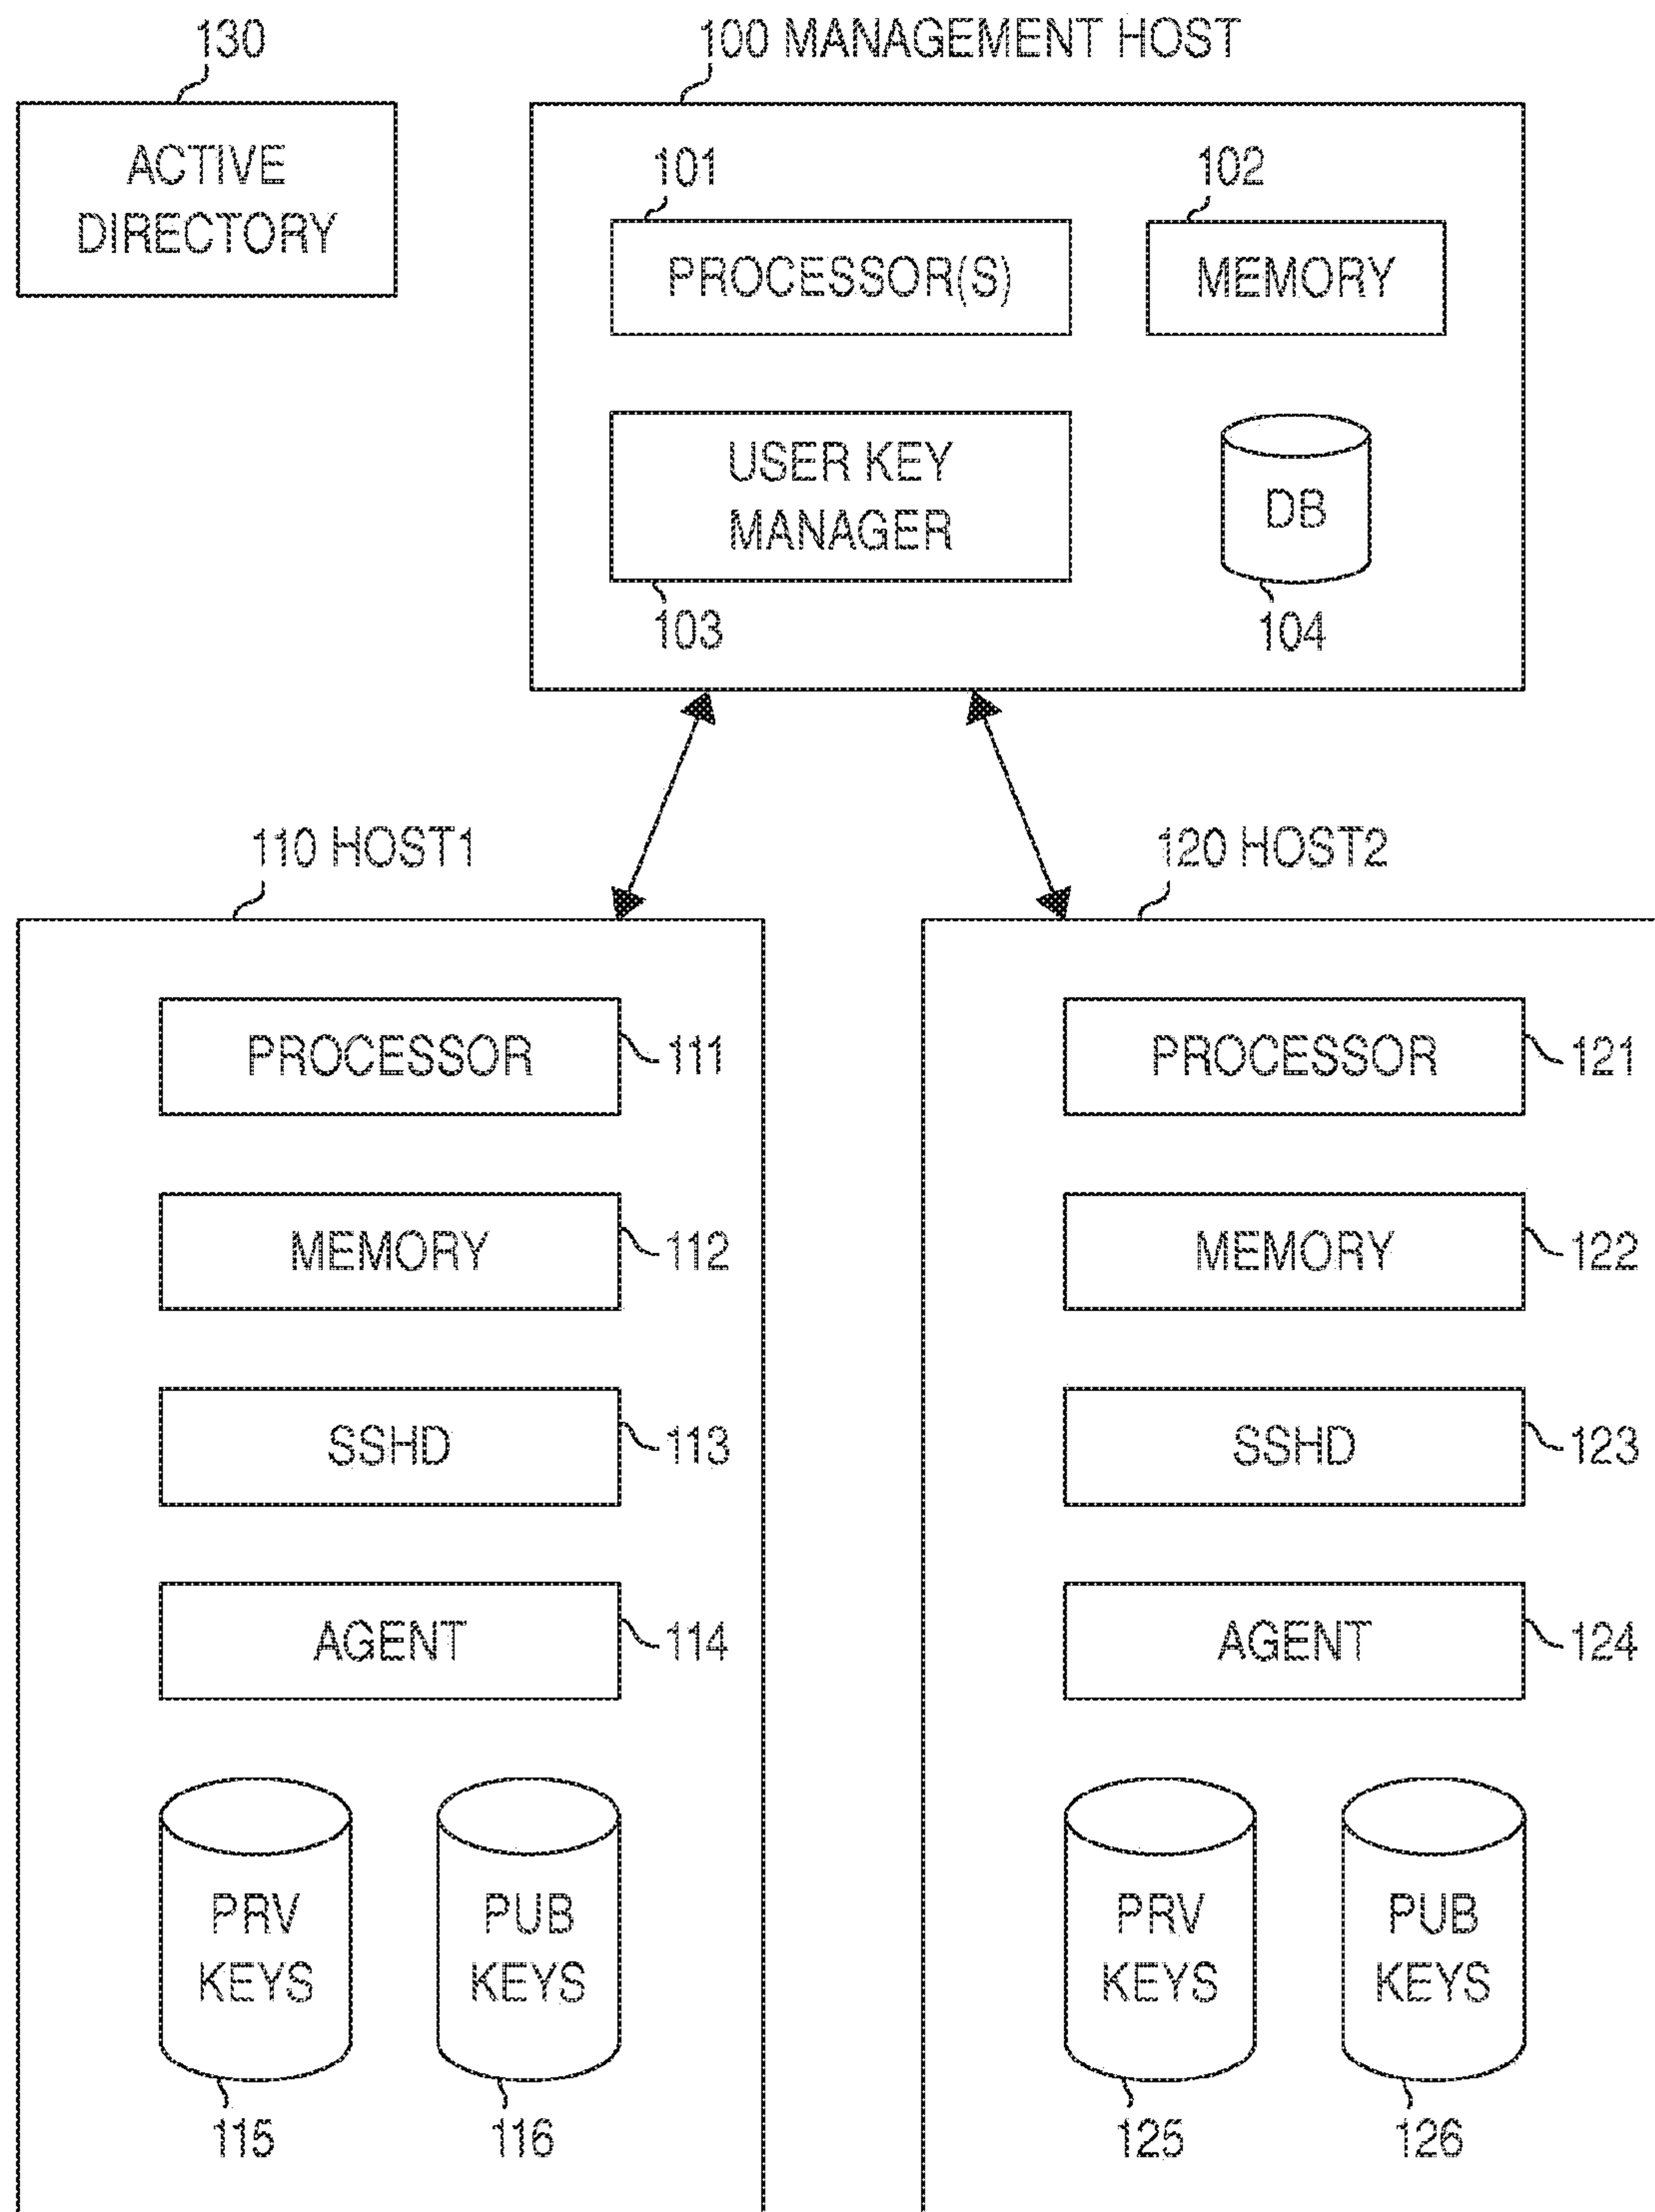 130
100 MANAGEMENT HOST
ACTIVE
DIRECTORY
101
102
PROCESSOR(S)
MEMORY
USER KEY
MANAGER
DB
103
104
110 HOST1
120 HOST2
PROCESSOR
111
MEMORY
112
SSHD
113
AGENT
114
PRV
KEYS
PUB
KEYS
115
116
PROCESSOR
121
MEMORY
122
SSHD
123
AGENT
124
PRV
KEYS
PUB
KEYS
125
126